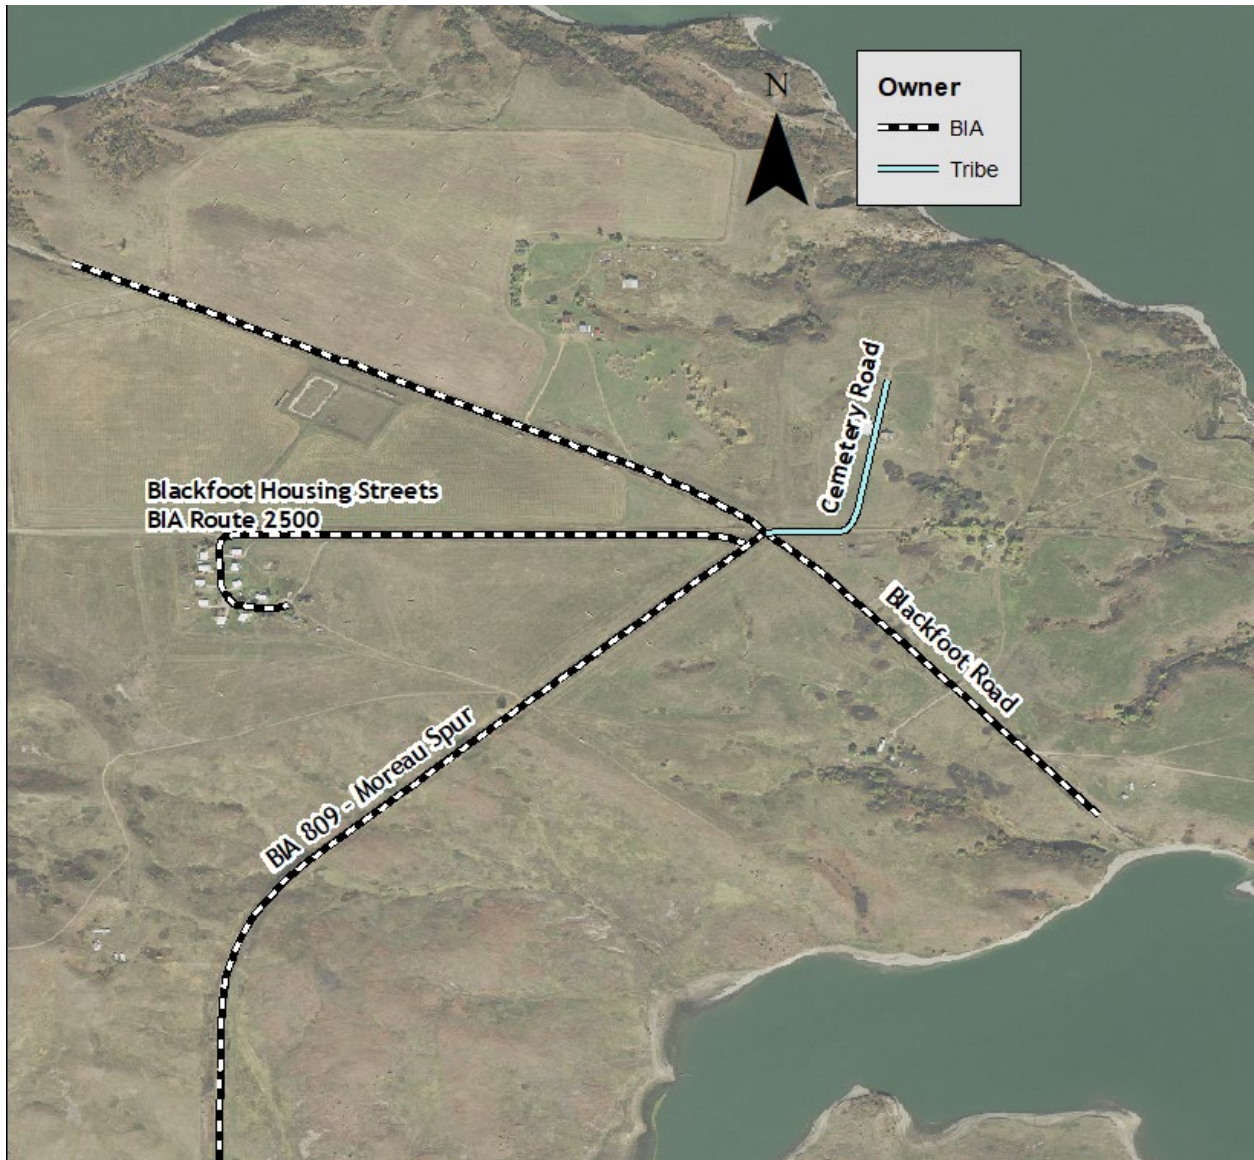 N
Owner
BIA
Tribe
Cemetery Road
Blackfoot Housing Streets
BIA Route 2500
Blackfoot Road
BIA 809 - Moreau Spur